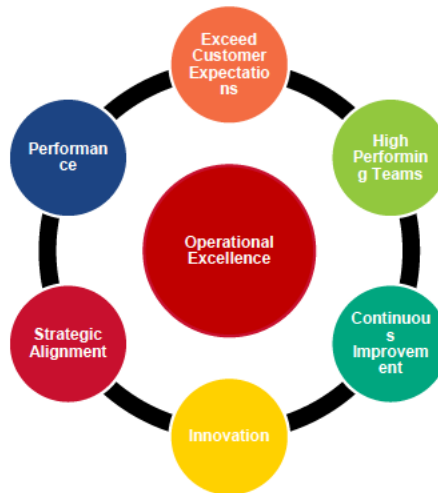 Exceed
Customer
Expectatio
ns
High
Performin
g Teams
Continuou
s
Improvem
ent
Innovation
Strategic
Alignment
Performan
ce
Operational
Excellence